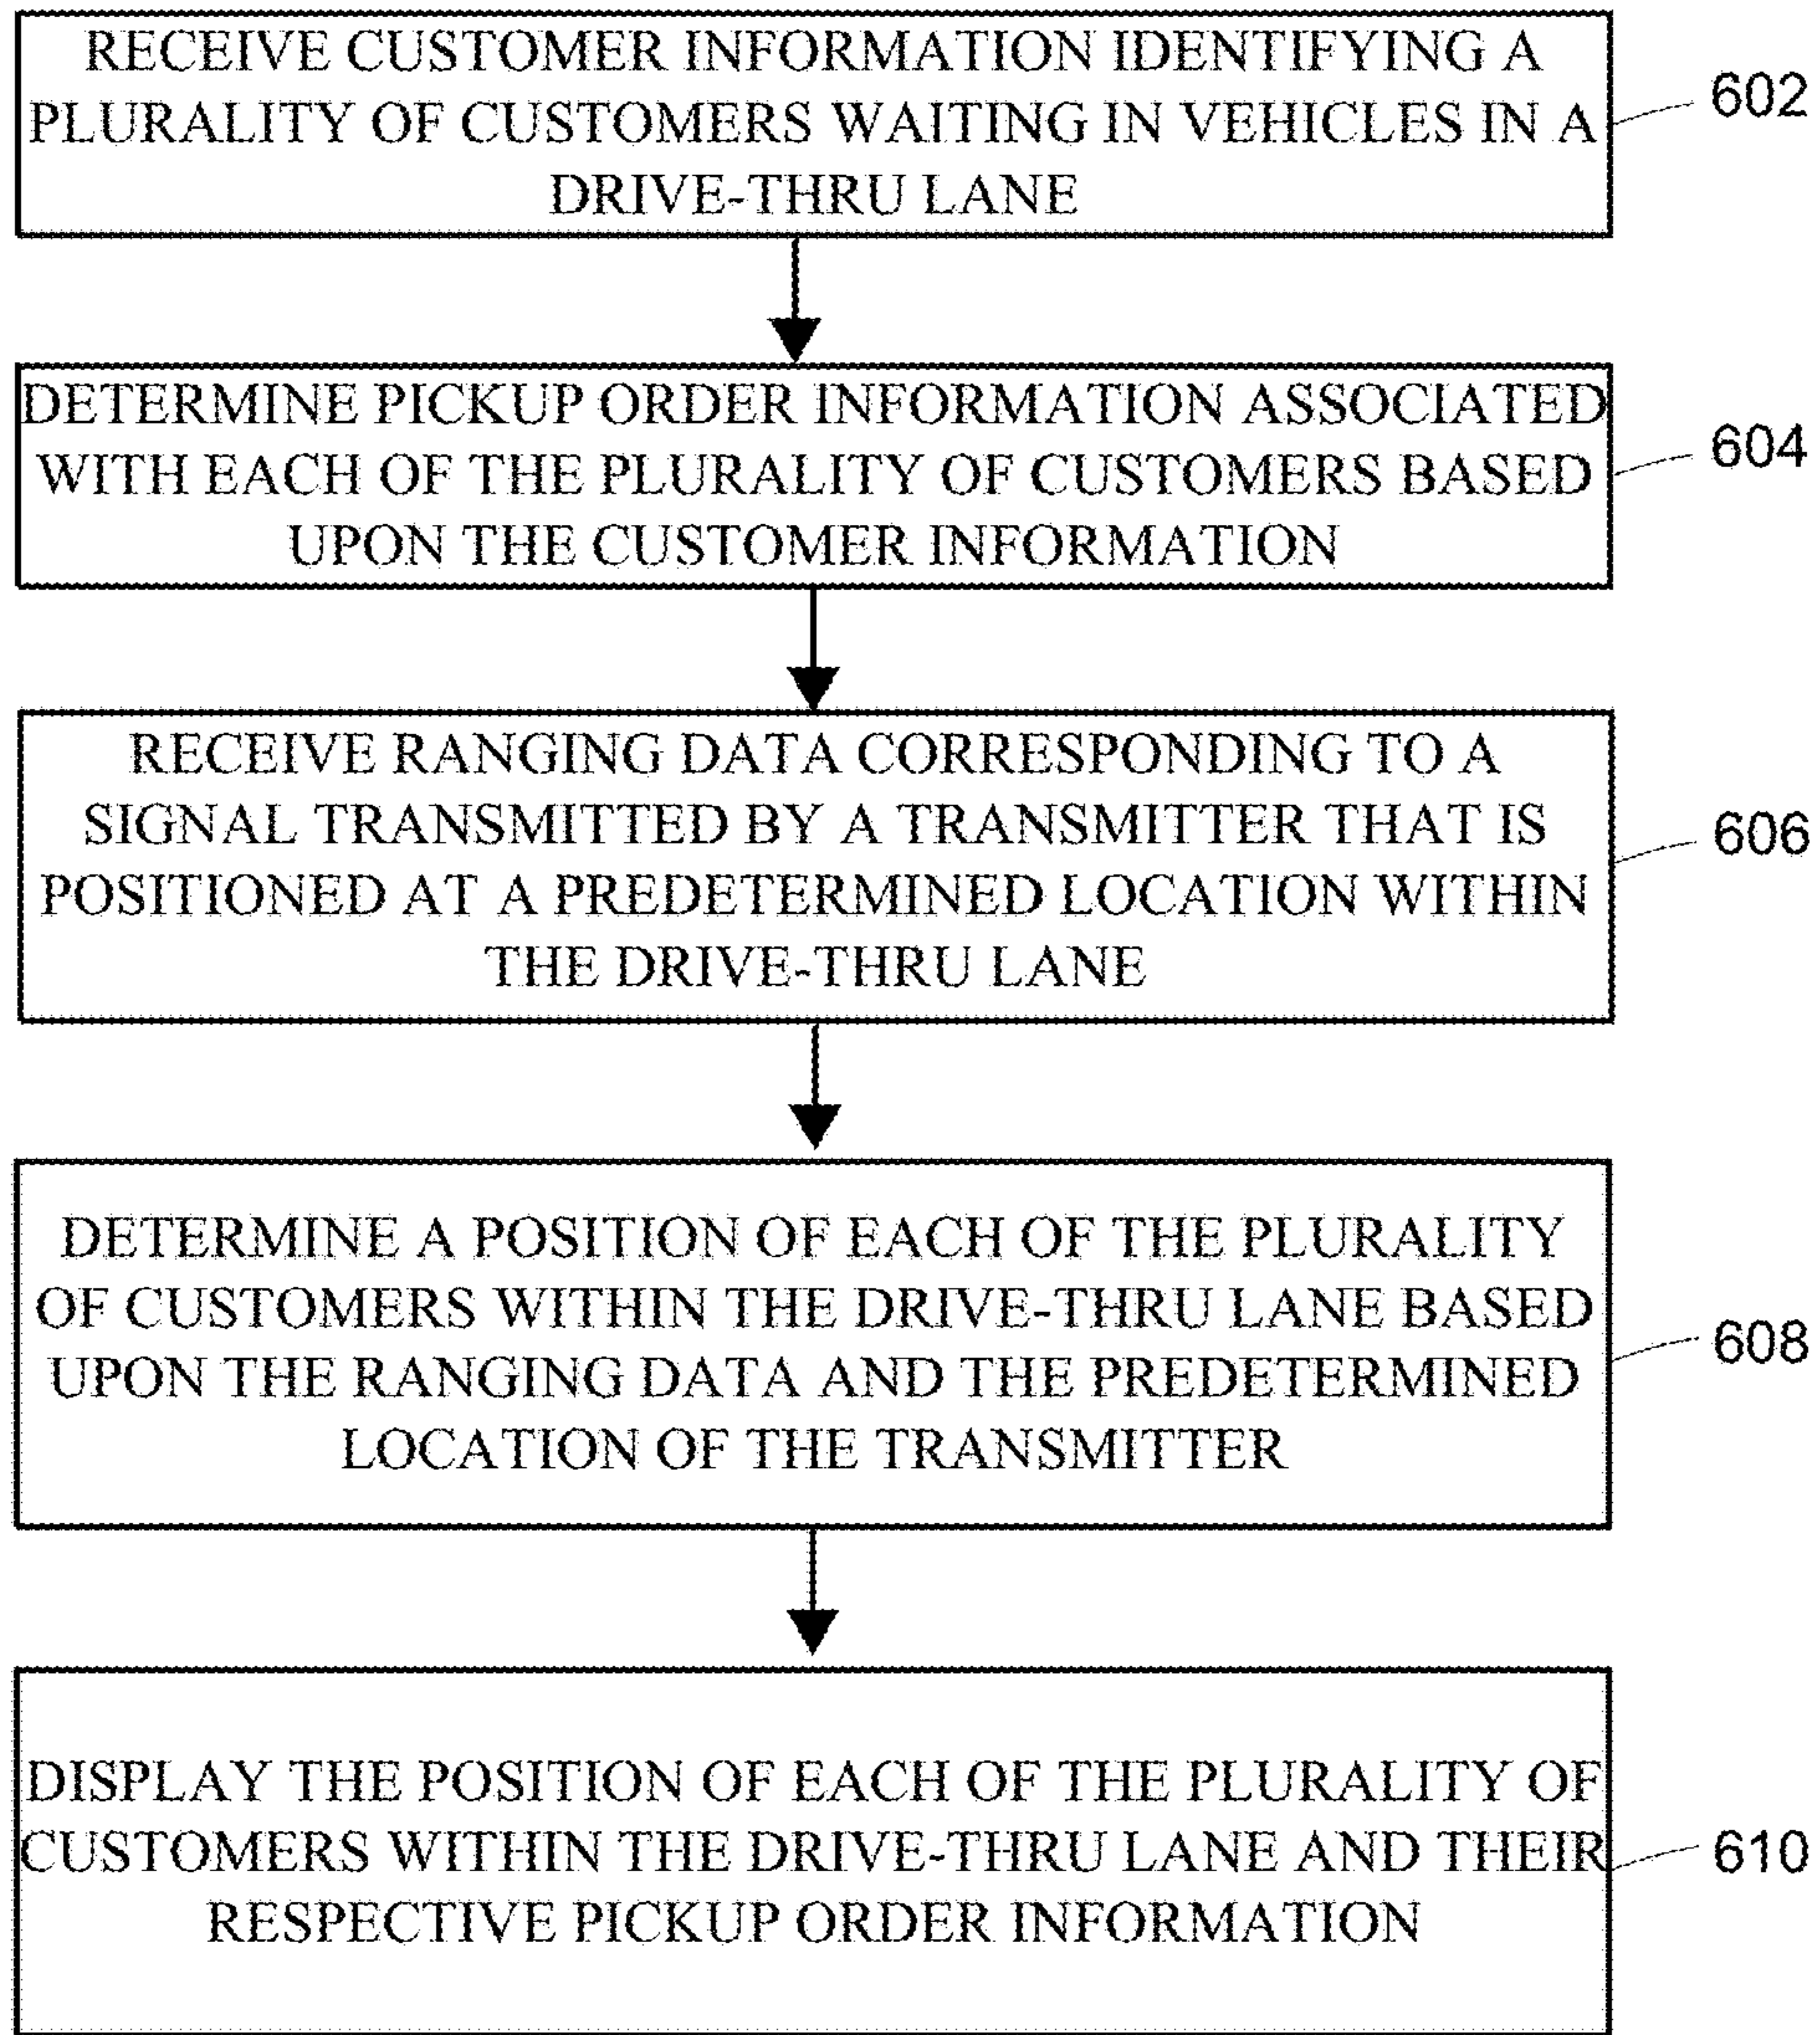 RECEIVE CUSTOMER INFORMATION IDENTIFYING A
PLURALITY OF CUSTOMERS WAITING IN VEHICLES IN A
DRIVE-THRU LANE
602
DETERMINE PICKUP ORDER INFORMATION ASSOCIATED
WITH EACH OF THE PLURALITY OF CUSTOMERS BASED
UPON THE CUSTOMER INFORMATION
604
RECEIVE RANGING DATA CORRESPONDING TO A
SIGNAL TRANSMITTED BY A TRANSMITTER THAT IS
POSITIONED AT A PREDETERMINED LOCATION WITHIN
THE DRIVE-THRU LANE
606
DETERMINE A POSITION OF EACH OF THE PLURALITY
OF CUSTOMERS WITHIN THE DRIVE-THRU LANE BASED
UPON THE RANGING DATA AND THE PREDETERMINED
LOCATION OF THE TRANSMITTER
608
DISPLAY THE POSITION OF EACH OF THE PLURALITY OF
CUSTOMERS WITHIN THE DRIVE-THRU LANE AND THEIR
RESPECTIVE PICKUP ORDER INFORMATION
610